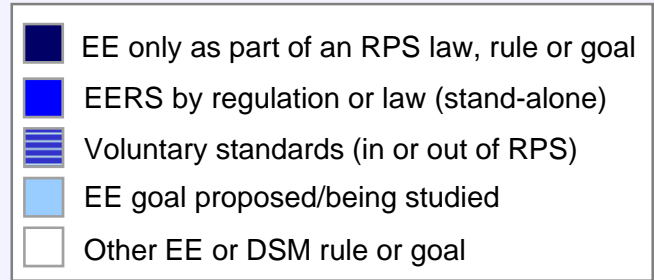 EE only as part of an RPS law, rule or goal
EERS by regulation or law (stand-alone)
Voluntary standards (in or out of RPS)
EE goal proposed/being studied
Other EE or DSM rule or goal